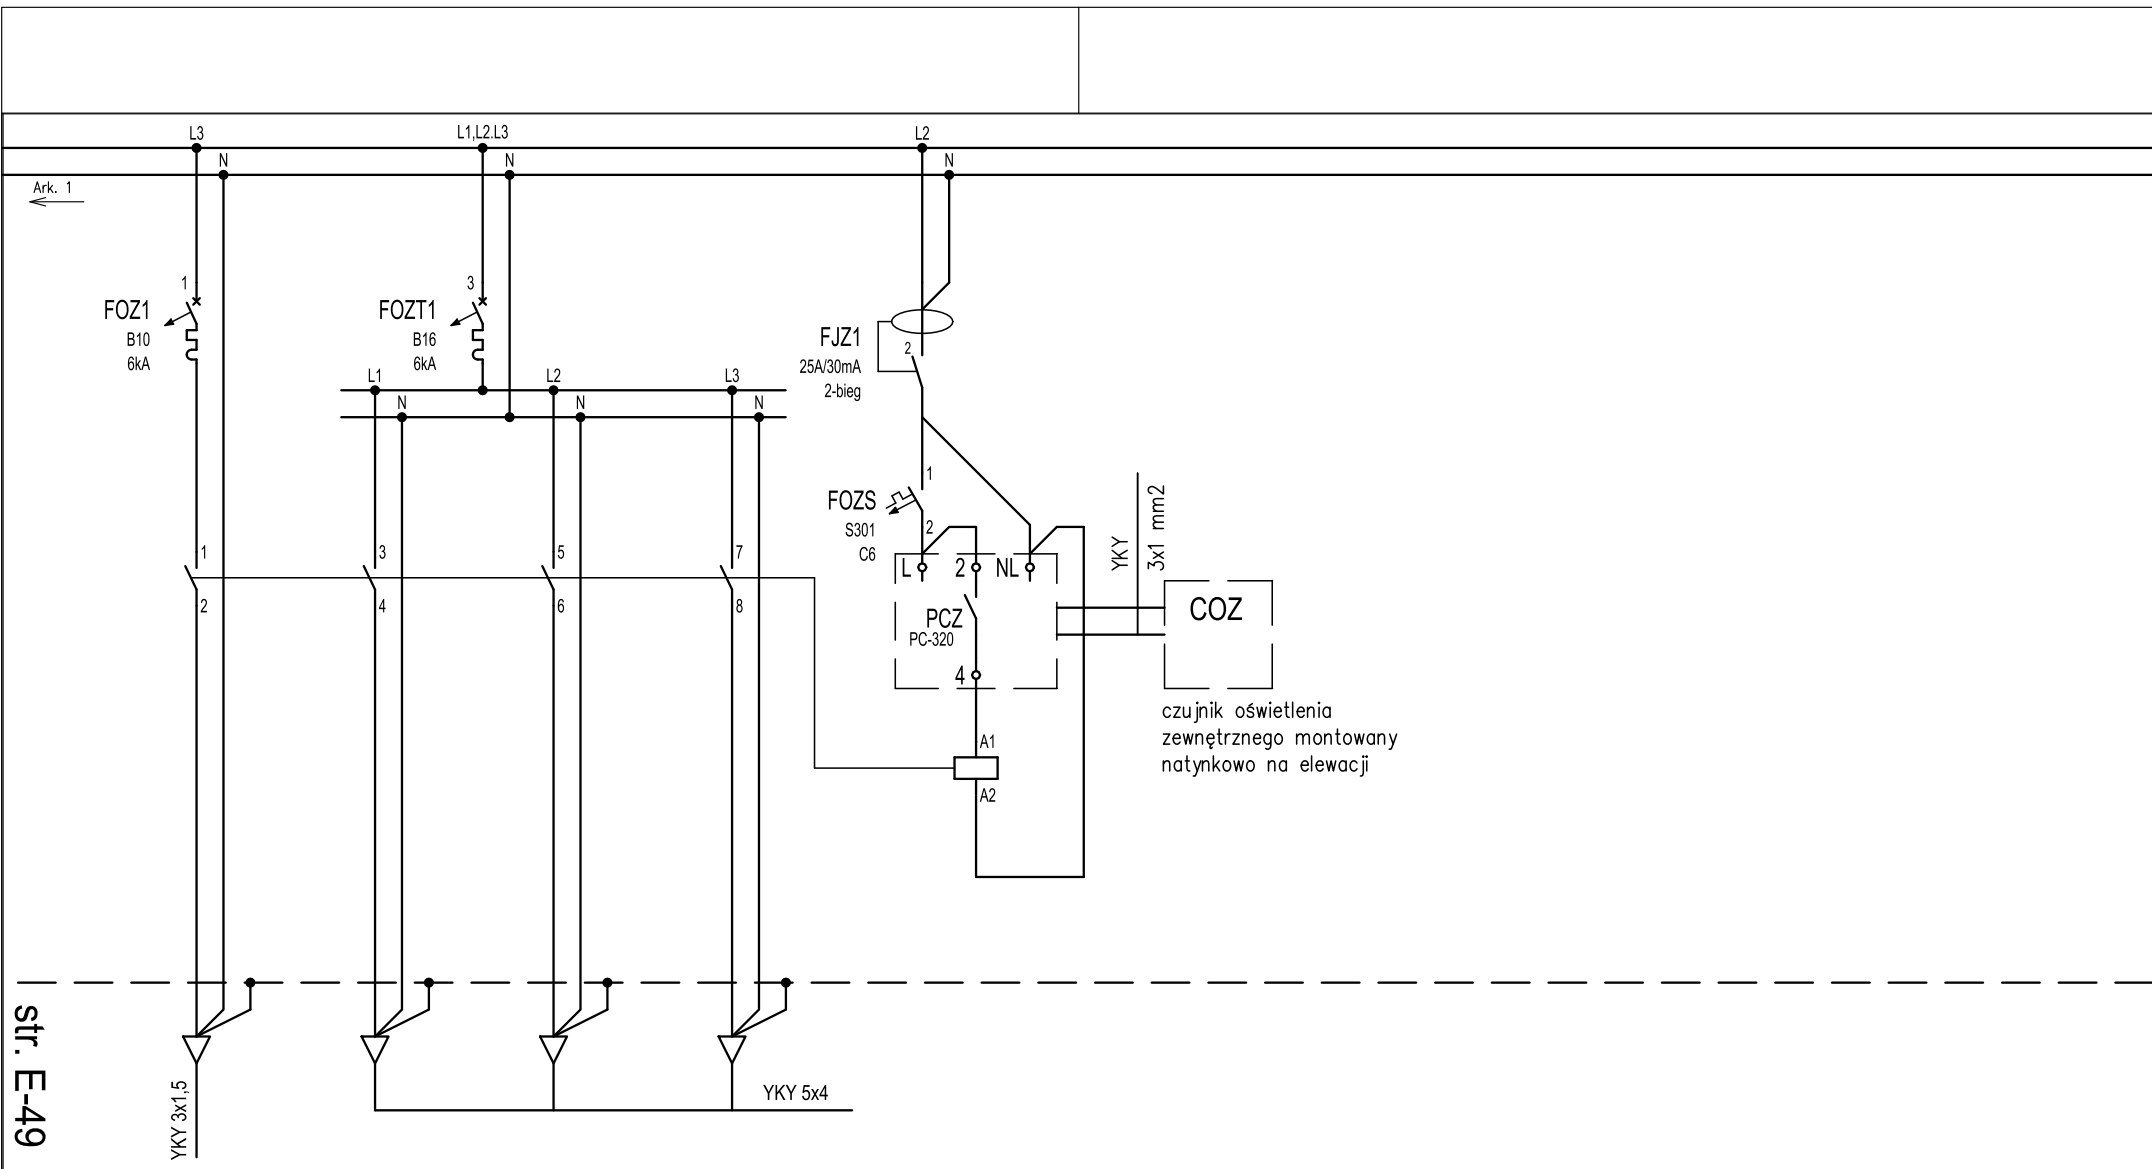 L3
L1,L2.L3
L2
N
N
N
Ark. 1
1
3
FOZ1
B10
6kA
FOZT1
B16
6kA
FJZ1
25A/30mA
2-bieg
2
L1
L2
L3
N
N
N
1
FOZS
S301
C6
2
YKY
3x1 mm2
1
3
5
7
L
2
NL
2
4
6
8
PCZ
PC-320
COZ
4
czujnik oświetlenia
zewnętrznego montowany
natynkowo na elewacji
A1
A2
str. E-49
YKY 3x1,5
YKY 5x4